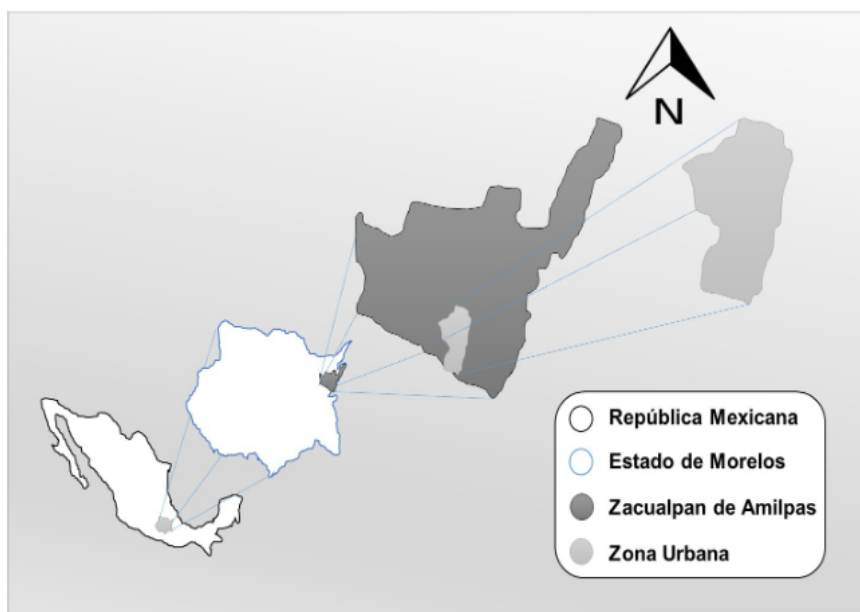 N
República Mexicana
Estado de Morelos
Zacualpan de Amilpas
Zona Urbana